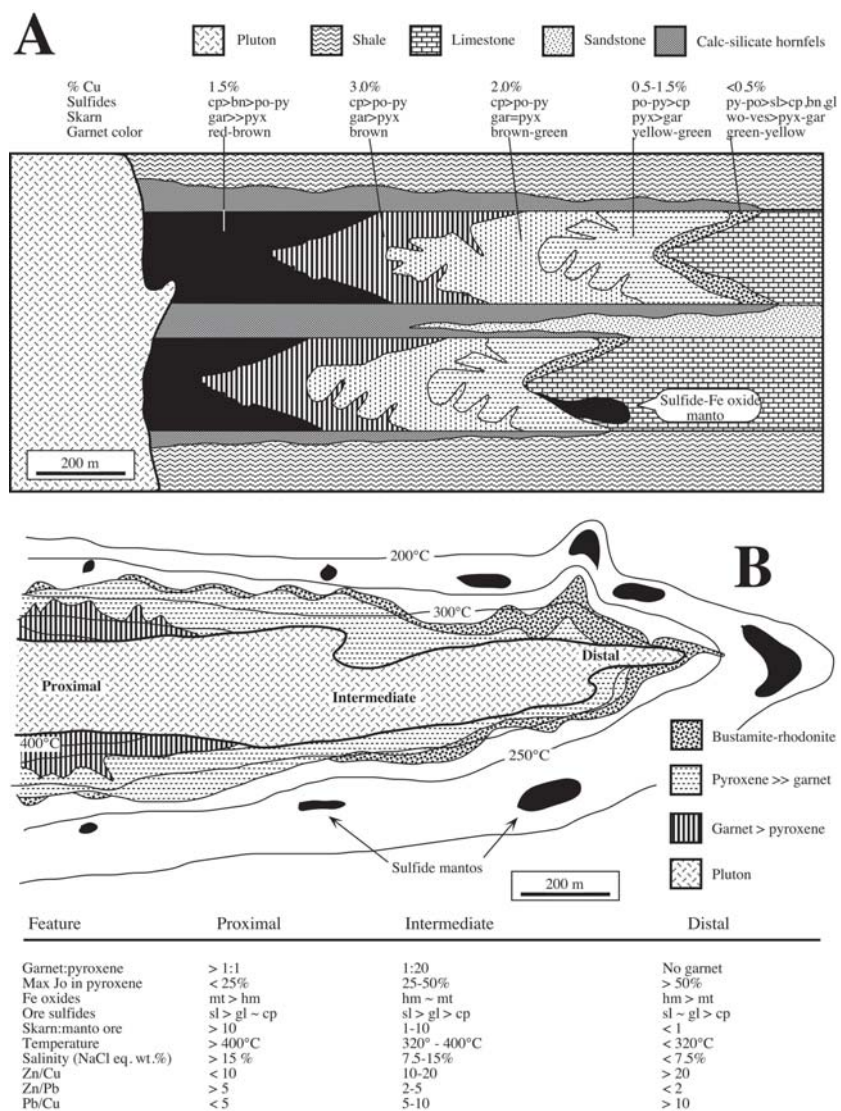 A
Pluton Shale Limestone Sandstone Calc-silicate hornfels
% Cu 1.5% 3.0% 2.0% 0.5-1.5% <0.5%
Sulfides cp>bn>po-py cp>po-py cp>po-py po-py>cp py-po>sl>cp,bn,gl
Skarn gar>>pyx gar>pyx gar=pyx pyx>gar wo-ves>pyx-gar
Garnet color red-brown brown brown-green yellow-green green-yellow
Sulfide-Fe oxide
manto
200 m
B
200°C
300°C
Distal
Proximal
Intermediate
400°C
250°C
Bustamite-rhodonite
Pyroxene >> garnet
Garnet > pyroxene
Pluton
Sulfide mantos
200 m
Feature Proximal Intermediate Distal
Garnet:pyroxene > 1:1 1:20 No garnet
Max Jo in pyroxene < 25% 25-50% > 50%
Fe oxides mt > hm hm ~ mt hm > mt
Ore sulfides sl > gl ~ cp sl > gl > cp sl ~ gl > cp
Skarn:manto ore > 10 1-10 < 1
Temperature > 400°C 320° - 400°C < 320°C
Salinity (NaCl eq. wt.%) > 15 % 7.5-15% < 7.5%
Zn/Cu < 10 10-20 > 20
Zn/Pb > 5 2-5 < 2
Pb/Cu < 5 5-10 > 10